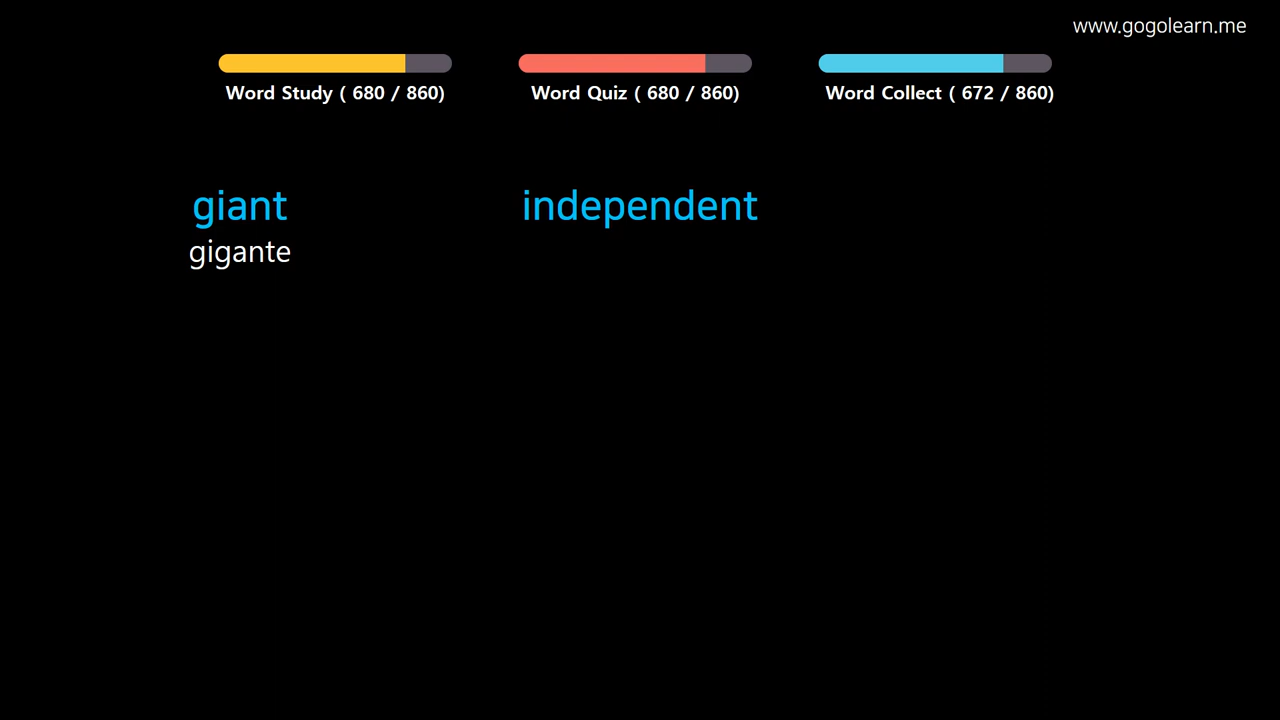 www.gogolearn.me
Word Study ( 680 / 860)
Word Quiz ( 680 / 860)
Word Collect ( 672 / 860)
giant
gigante
independent